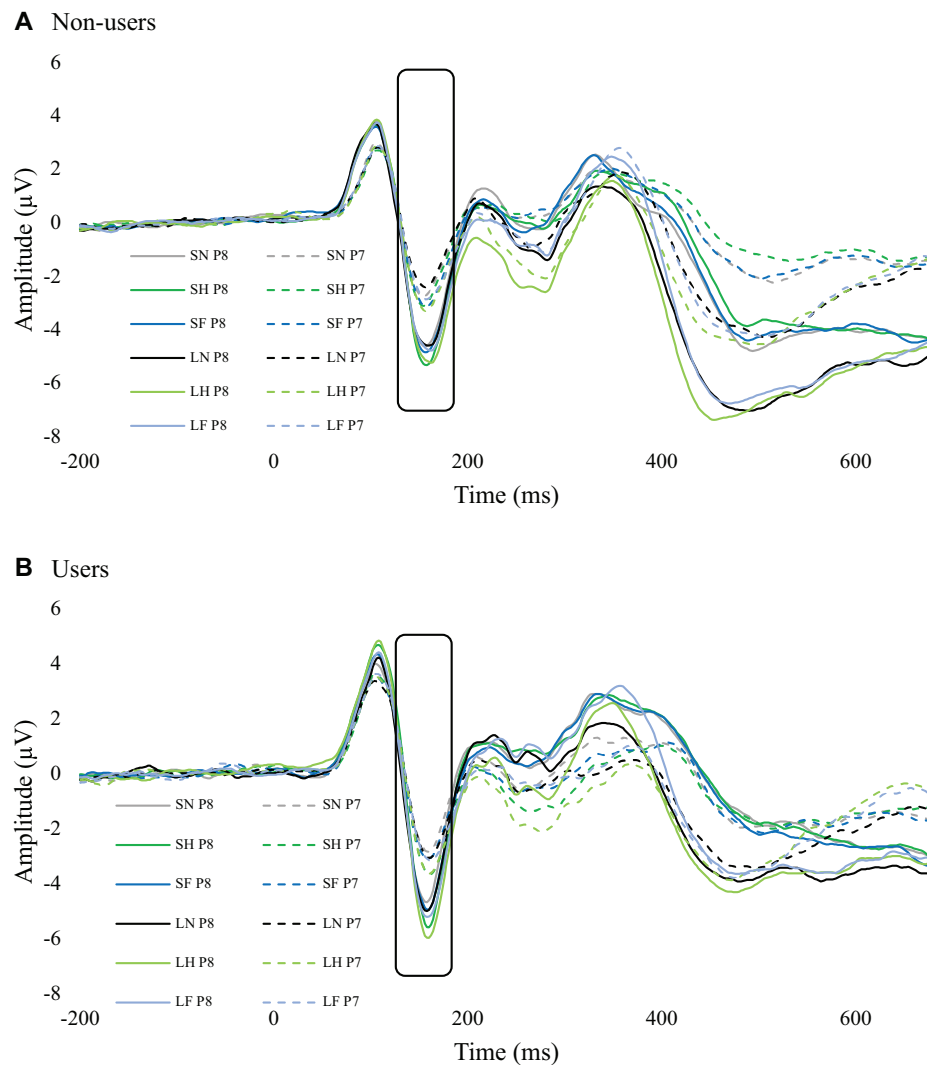 A Non-users
6
4
2
0
-2
-4
-6
-8
Amplitude (µV)
SN P8 SN P7
SH P8 SH P7
SF P8 SF P7
LN P8 LN P7
LH P8 LH P7
LF P8 LF P7
-200 0 200 400 600
Time (ms)
B Users
6
4
2
0
-2
-4
-6
-8
Amplitude (µV)
SN P8 SN P7
SH P8 SH P7
SF P8 SF P7
LN P8 LN P7
LH P8 LH P7
LF P8 LF P7
-200 0 200 400 600
Time (ms)